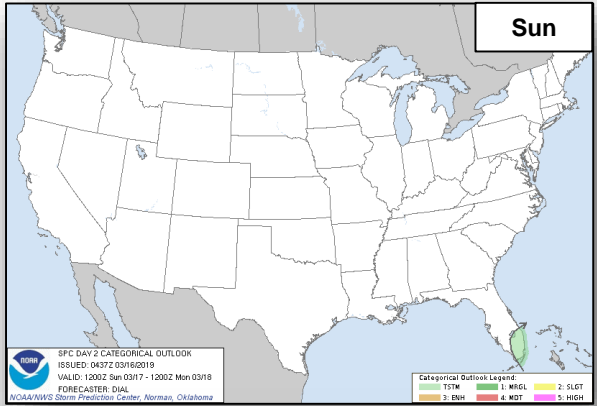 Sun
NOAA
SPC DAY 2 CATEGORICAL OUTLOOK
ISSUED: 0437Z 03/16/2019
VALID: 1200Z Sun 03/17 - 1200Z Mon 03/18
FORECASTER: DIAL
NOAA/NWS Storm Prediction Center, Norman, Oklahoma
Categorical Outlook Legend:
TSTM 1: MRGL 2: SLGT
3: ENH 4: MDT 5: HIGH